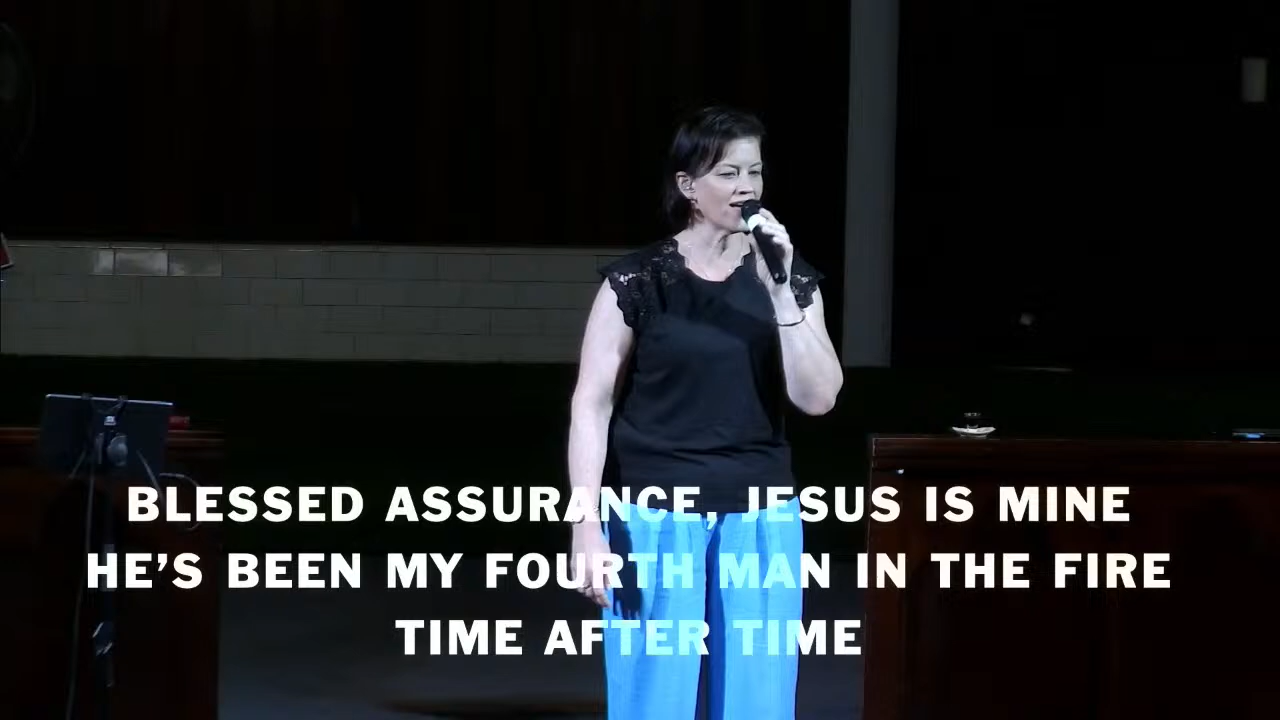 BLESSED ASSURANCE, JESUS IS MINE
HE’S BEEN MY FOURTH MAN IN THE FIRE
TIME AFTER TIME